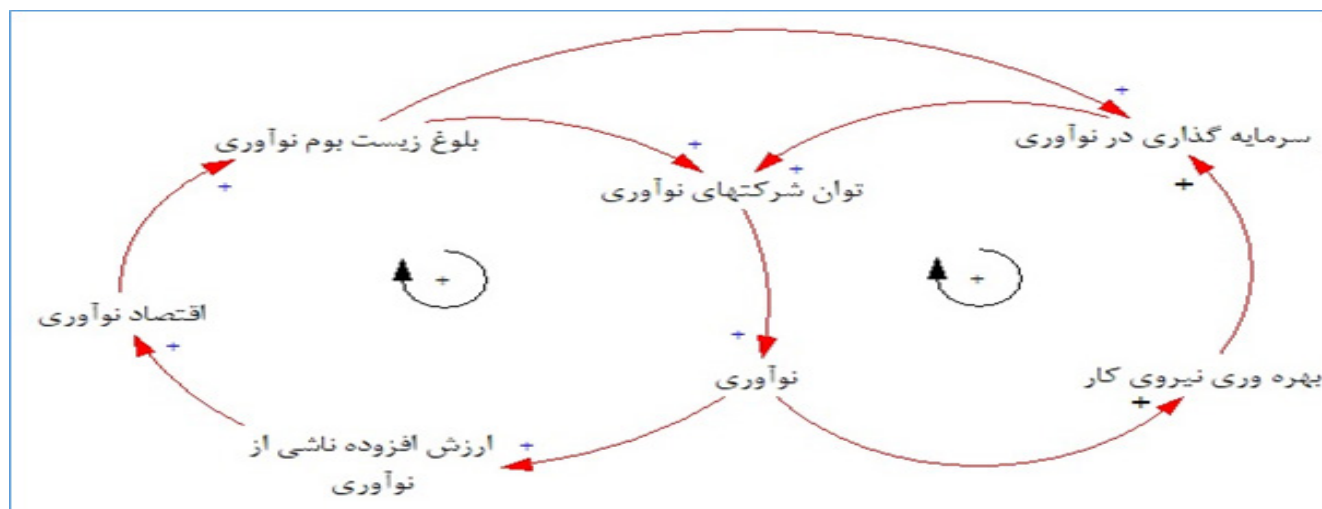 بلوغ زیست بوم نوآوری
سرمایه گذاری در نوآوری
توان شرکتهای نوآوری
اقتصاد نوآوری
نوآوری
بهره وری نیروی کار
ارزش افزوده ناشی از
نوآوری
+
+
+
+
+
+
+
+
+
+
+